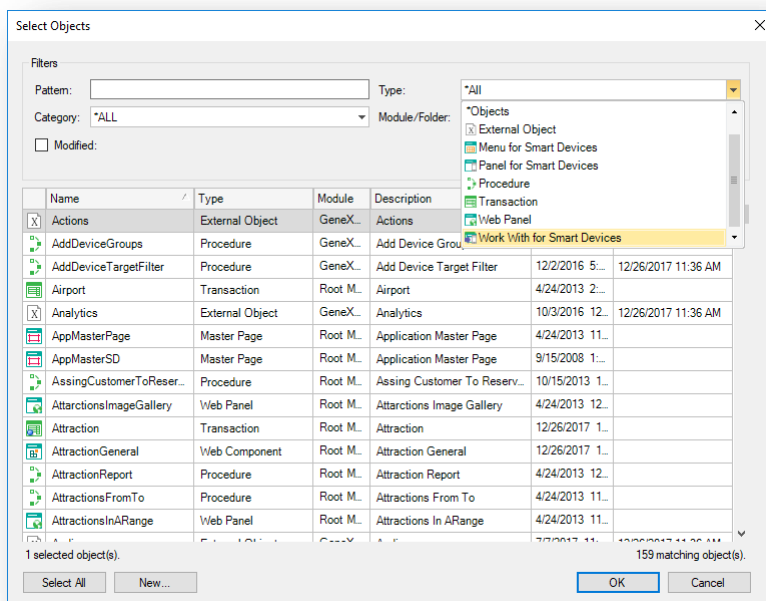 Select Objects
Filters
Pattern: Type: *All
Category: *ALL Module/Folder: *Objects
External Object
Modified: Menu for Smart Devices
Panel for Smart Devices
Procedure
Transaction
Web Panel
Work With for Smart Devices
Name Type Module Description
Actions External Object GeneX... Actions
AddDeviceGroups Procedure GeneX... Add Device Grou
AddDeviceTargetFilter Procedure GeneX... Add Device Target Filter 12/2/2016 5:... 12/26/2017 11:36 AM
Airport Transaction Root M... Airport 4/24/2013 2:...
Analytics External Object GeneX... Analytics 10/3/2016 12... 12/26/2017 11:36 AM
AppMasterPage Master Page Root M... Application Master Page 4/24/2013 11...
AppMasterSD Master Page Root M... Application Master Page 9/15/2008 1:...
AssingCustomerToReser... Procedure Root M... Assing Customer To Reserv... 10/15/2013 1...
AttarctionsImageGallery Web Panel Root M... Attarctions Image Gallery 4/24/2013 12...
Attraction Transaction Root M... Attraction 12/26/2017 1...
AttractionGeneral Web Component Root M... Attraction General 12/26/2017 1...
AttractionReport Procedure Root M... Attraction Report 4/24/2013 12...
AttractionsFromTo Procedure Root M... Attractions From To 4/24/2013 11...
AttractionsInARange Web Panel Root M... Attractions In ARange 4/24/2013 11...
1 selected object(s). 159 matching object(s).
Select All New... OK Cancel